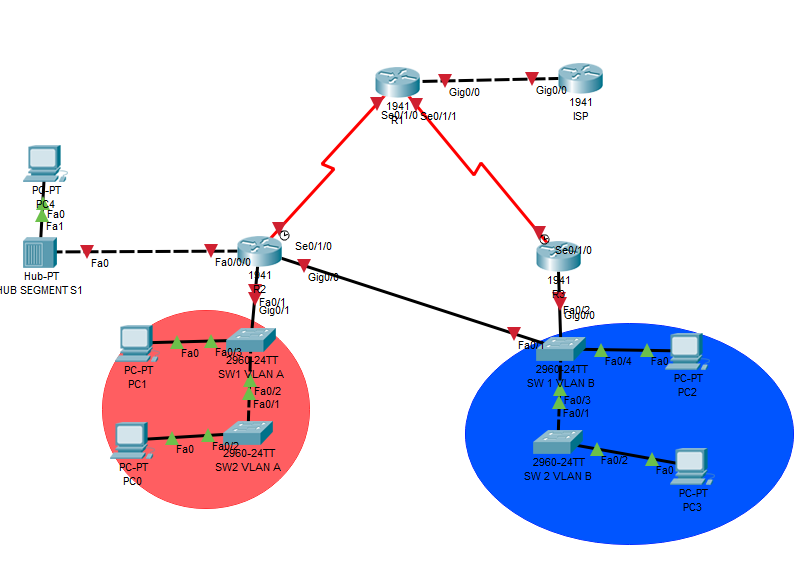 1941
R1
Gig0/0
Gig0/0
1941
ISP
Se0/1/0
Se0/1/1
PC-PT
PC4
Fa0
Fa1
Hub-PT
HUB SEGMENT S1
Fa0
Fa0/0/0
1941
R2
Se0/1/0
Gig0/0
Fa0/1
Gig0/1
Se0/1/0
1941
R3
Fa0/2
Gig0/0
PC-PT
PC1
Fa0
Fa0/3
2960-24TT
SW1 VLAN A
Fa0/2
Fa0/1
PC-PT
PC0
Fa0
Fa0/2
2960-24TT
SW2 VLAN A
Fa0/1
2960-24TT
SW 1 VLAN B
Fa0/4
Fa0
PC-PT
PC2
Fa0/3
Fa0/1
2960-24TT
SW 2 VLAN B
Fa0/2
Fa0
PC-PT
PC3